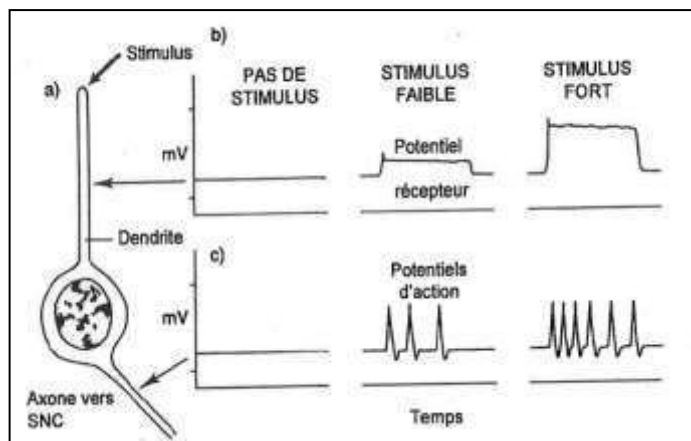 Stimulus
b)
PAS DE
STIMULUS
STIMULUS
FAIBLE
STIMULUS
FORT
a)
mV
Potentiel
récepteur
Dendrite
c)
mV
Potentiels
d'action
Axone vers
SNC
Temps